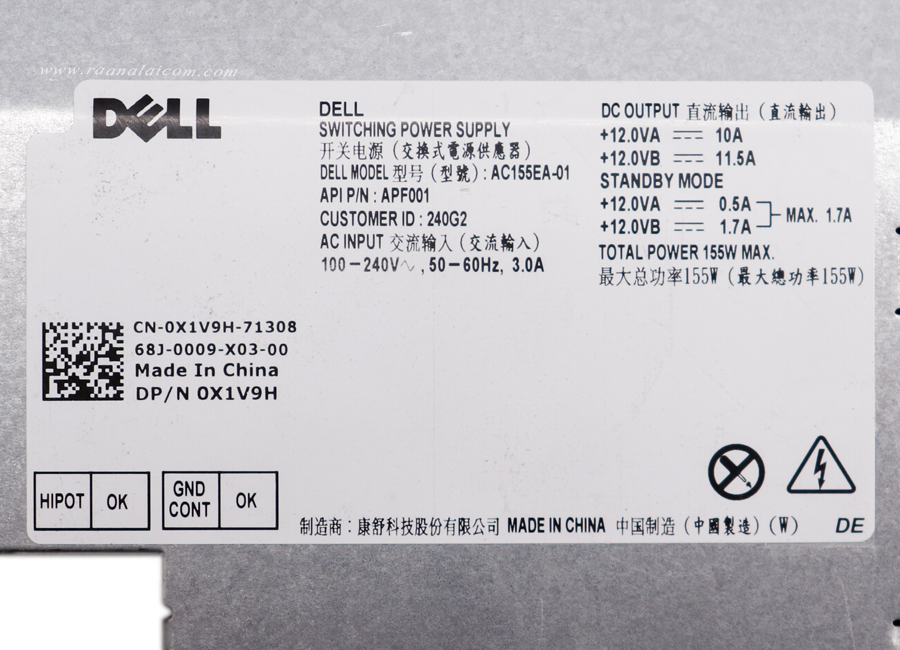 www.raanalaicom.com
DELL
DELL
SWITCHING POWER SUPPLY
开关电源（交換式電源供應器）
DELL MODEL 型号（型號）: AC155EA-01
API P/N : APF001
CUSTOMER ID : 240G2
AC INPUT 交流输入（交流輸入）
100－240V～ , 50－60Hz, 3.0A
DC OUTPUT 直流输出（直流輸出）
+12.0VA ⎓ 10A
+12.0VB ⎓ 11.5A
STANDBY MODE
+12.0VA ⎓ 0.5A
MAX. 1.7A
+12.0VB ⎓ 1.7A
TOTAL POWER 155W MAX.
最大总功率155W（最大總功率155W）
CN-0X1V9H-71308
68J-0009-X03-00
Made In China
DP/N 0X1V9H
HIPOT OK
GND CONT OK
制造商：康舒科技股份有限公司 MADE IN CHINA 中国制造（中國製造）(W) DE